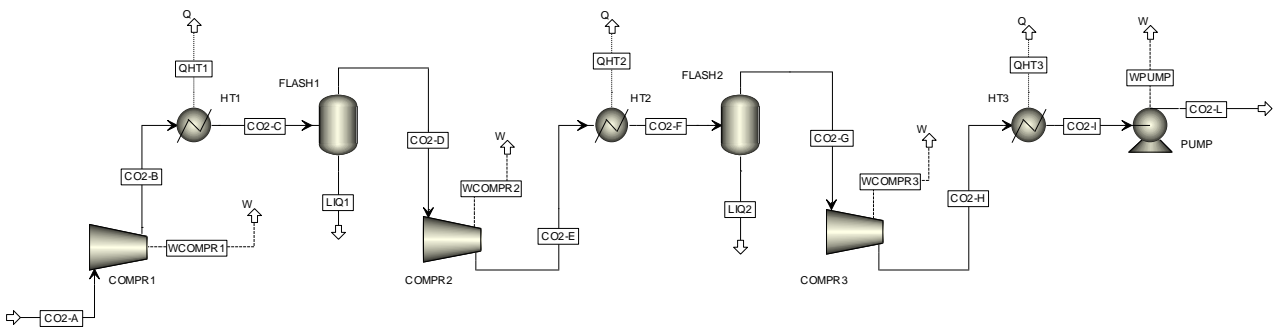 Q
QHT1
HT1
FLASH1
CO2-C
CO2-D
CO2-B
LIQ1
W
WCOMPR1
COMPR1
CO2-A
W
WCOMPR2
COMPR2
CO2-E
Q
QHT2
HT2
FLASH2
CO2-F
CO2-G
LIQ2
W
WCOMPR3
COMPR3
CO2-H
Q
QHT3
HT3
CO2-I
W
WPUMP
CO2-L
PUMP